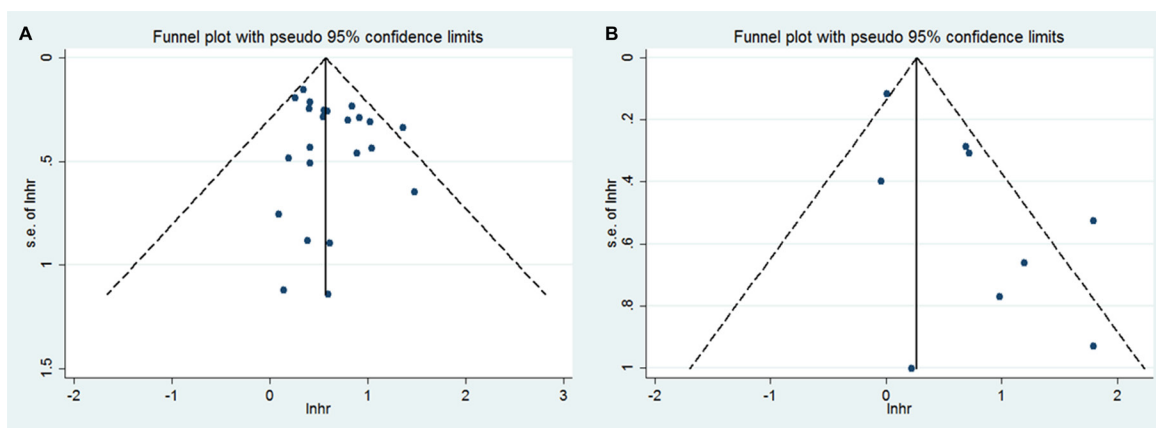 A
Funnel plot with pseudo 95% confidence limits
0
.5
1
1.5
s.e. of lnhr
-2
-1
0
1
2
3
lnhr
B
Funnel plot with pseudo 95% confidence limits
0
.2
.4
.6
.8
1
s.e. of lnhr
-2
-1
0
1
2
lnhr